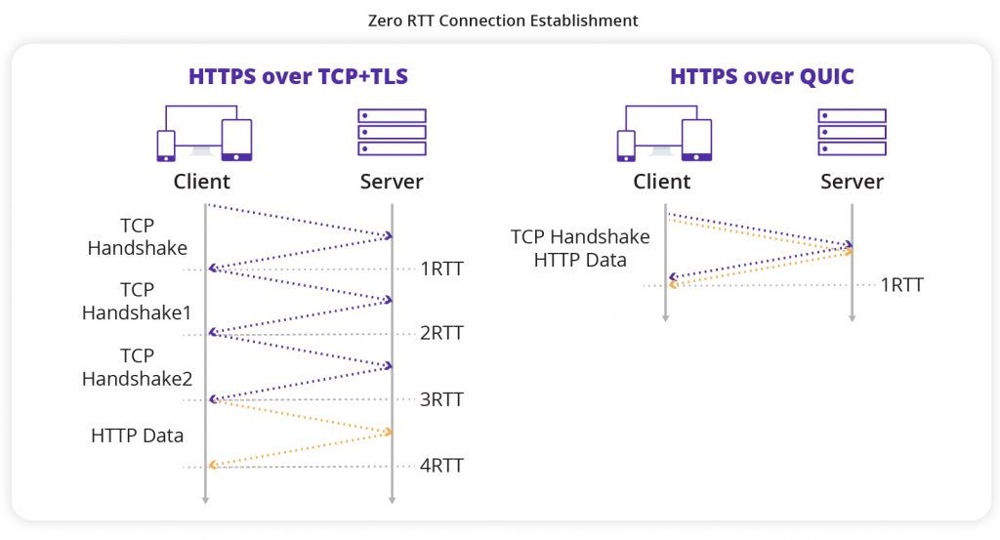 Zero RTT Connection Establishment
HTTPS over TCP+TLS
Client
Server
TCP
Handshake
1RTT
TCP
Handshake1
2RTT
TCP
Handshake2
3RTT
HTTP Data
4RTT
HTTPS over QUIC
Client
Server
TCP Handshake
HTTP Data
1RTT